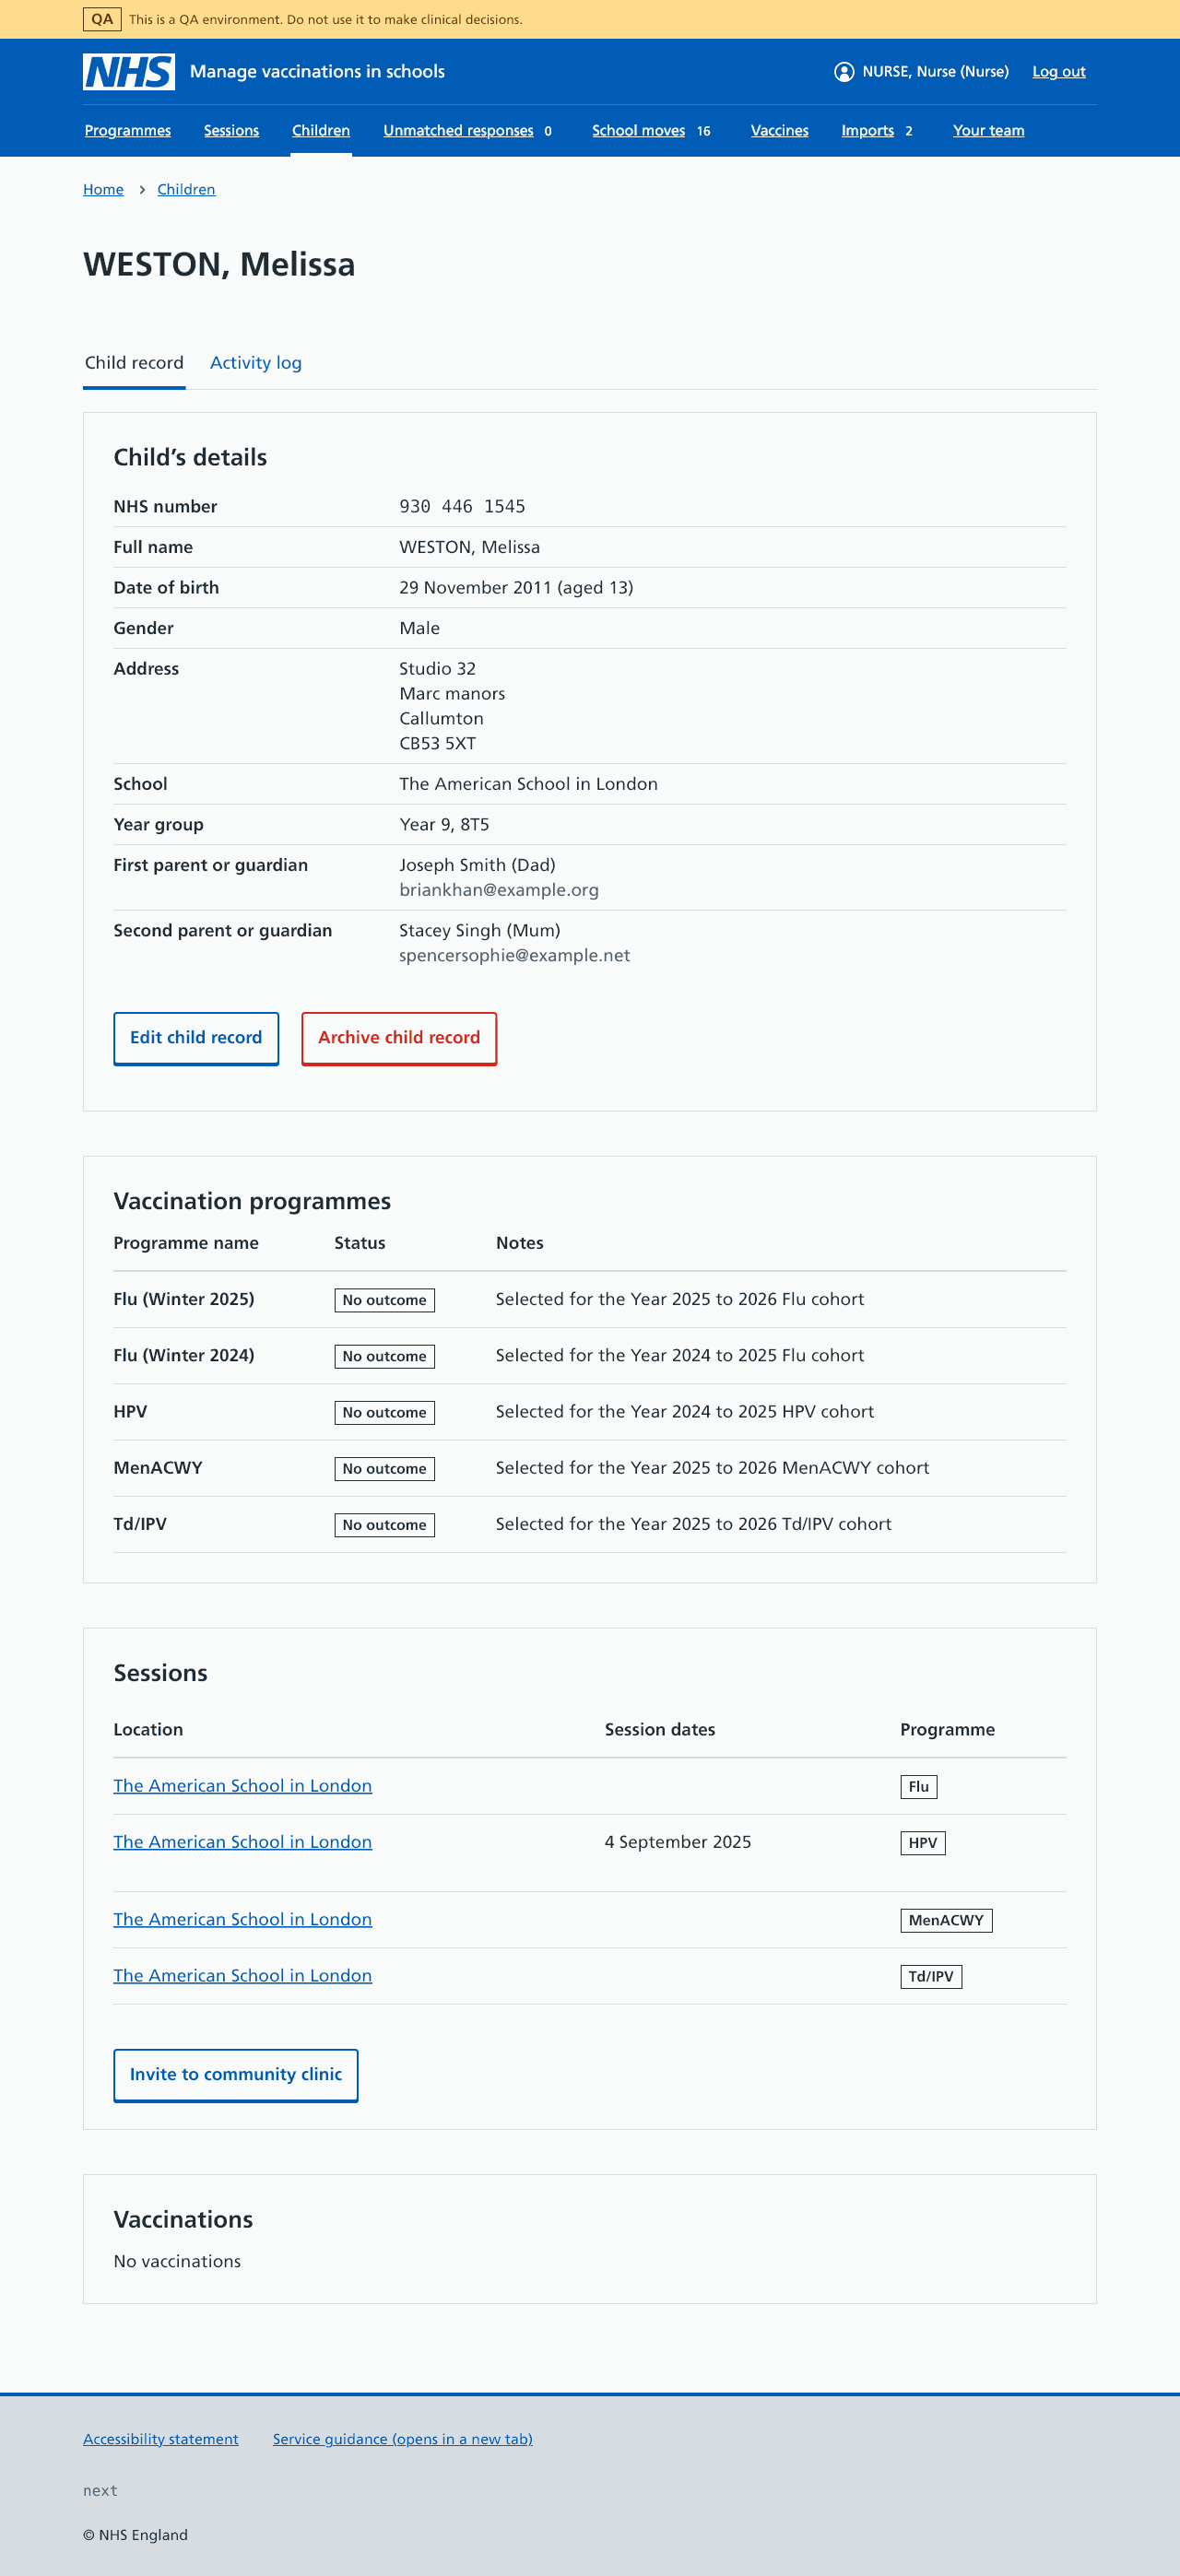 QA This is a QA environment. Do not use it to make clinical decisions.
NHS Manage vaccinations in schools NURSE, Nurse (Nurse) Log out
Programmes Sessions Children Unmatched responses 0 School moves 16 Vaccines Imports 2 Your team
Home Children
WESTON, Melissa
Child record Activity log
Child’s details
NHS number 930 446 1545
Full name WESTON, Melissa
Date of birth 29 November 2011 (aged 13)
Gender Male
Address Studio 32
Marc manors
Callumton
CB53 5XT
School The American School in London
Year group Year 9, 8T5
First parent or guardian Joseph Smith (Dad)
briankhan@example.org
Second parent or guardian Stacey Singh (Mum)
spencersophie@example.net
Edit child record Archive child record
Vaccination programmes
Programme name Status Notes
Flu (Winter 2025) No outcome Selected for the Year 2025 to 2026 Flu cohort
Flu (Winter 2024) No outcome Selected for the Year 2024 to 2025 Flu cohort
HPV No outcome Selected for the Year 2024 to 2025 HPV cohort
MenACWY No outcome Selected for the Year 2025 to 2026 MenACWY cohort
Td/IPV No outcome Selected for the Year 2025 to 2026 Td/IPV cohort
Sessions
Location Session dates Programme
The American School in London Flu
The American School in London 4 September 2025 HPV
The American School in London MenACWY
The American School in London Td/IPV
Invite to community clinic
Vaccinations
No vaccinations
Accessibility statement Service guidance (opens in a new tab)
next
© NHS England